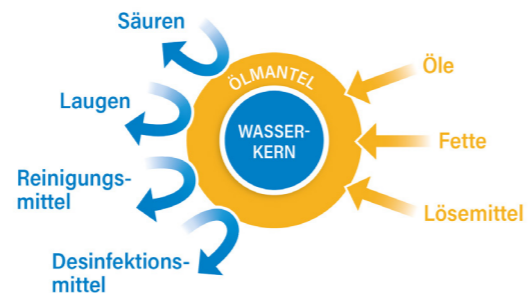 Säuren
Laugen
Reinigungs-
mittel
Desinfektions-
mittel
ÖLMANTEL
WASSER-
KERN
Öle
Fette
Lösemittel